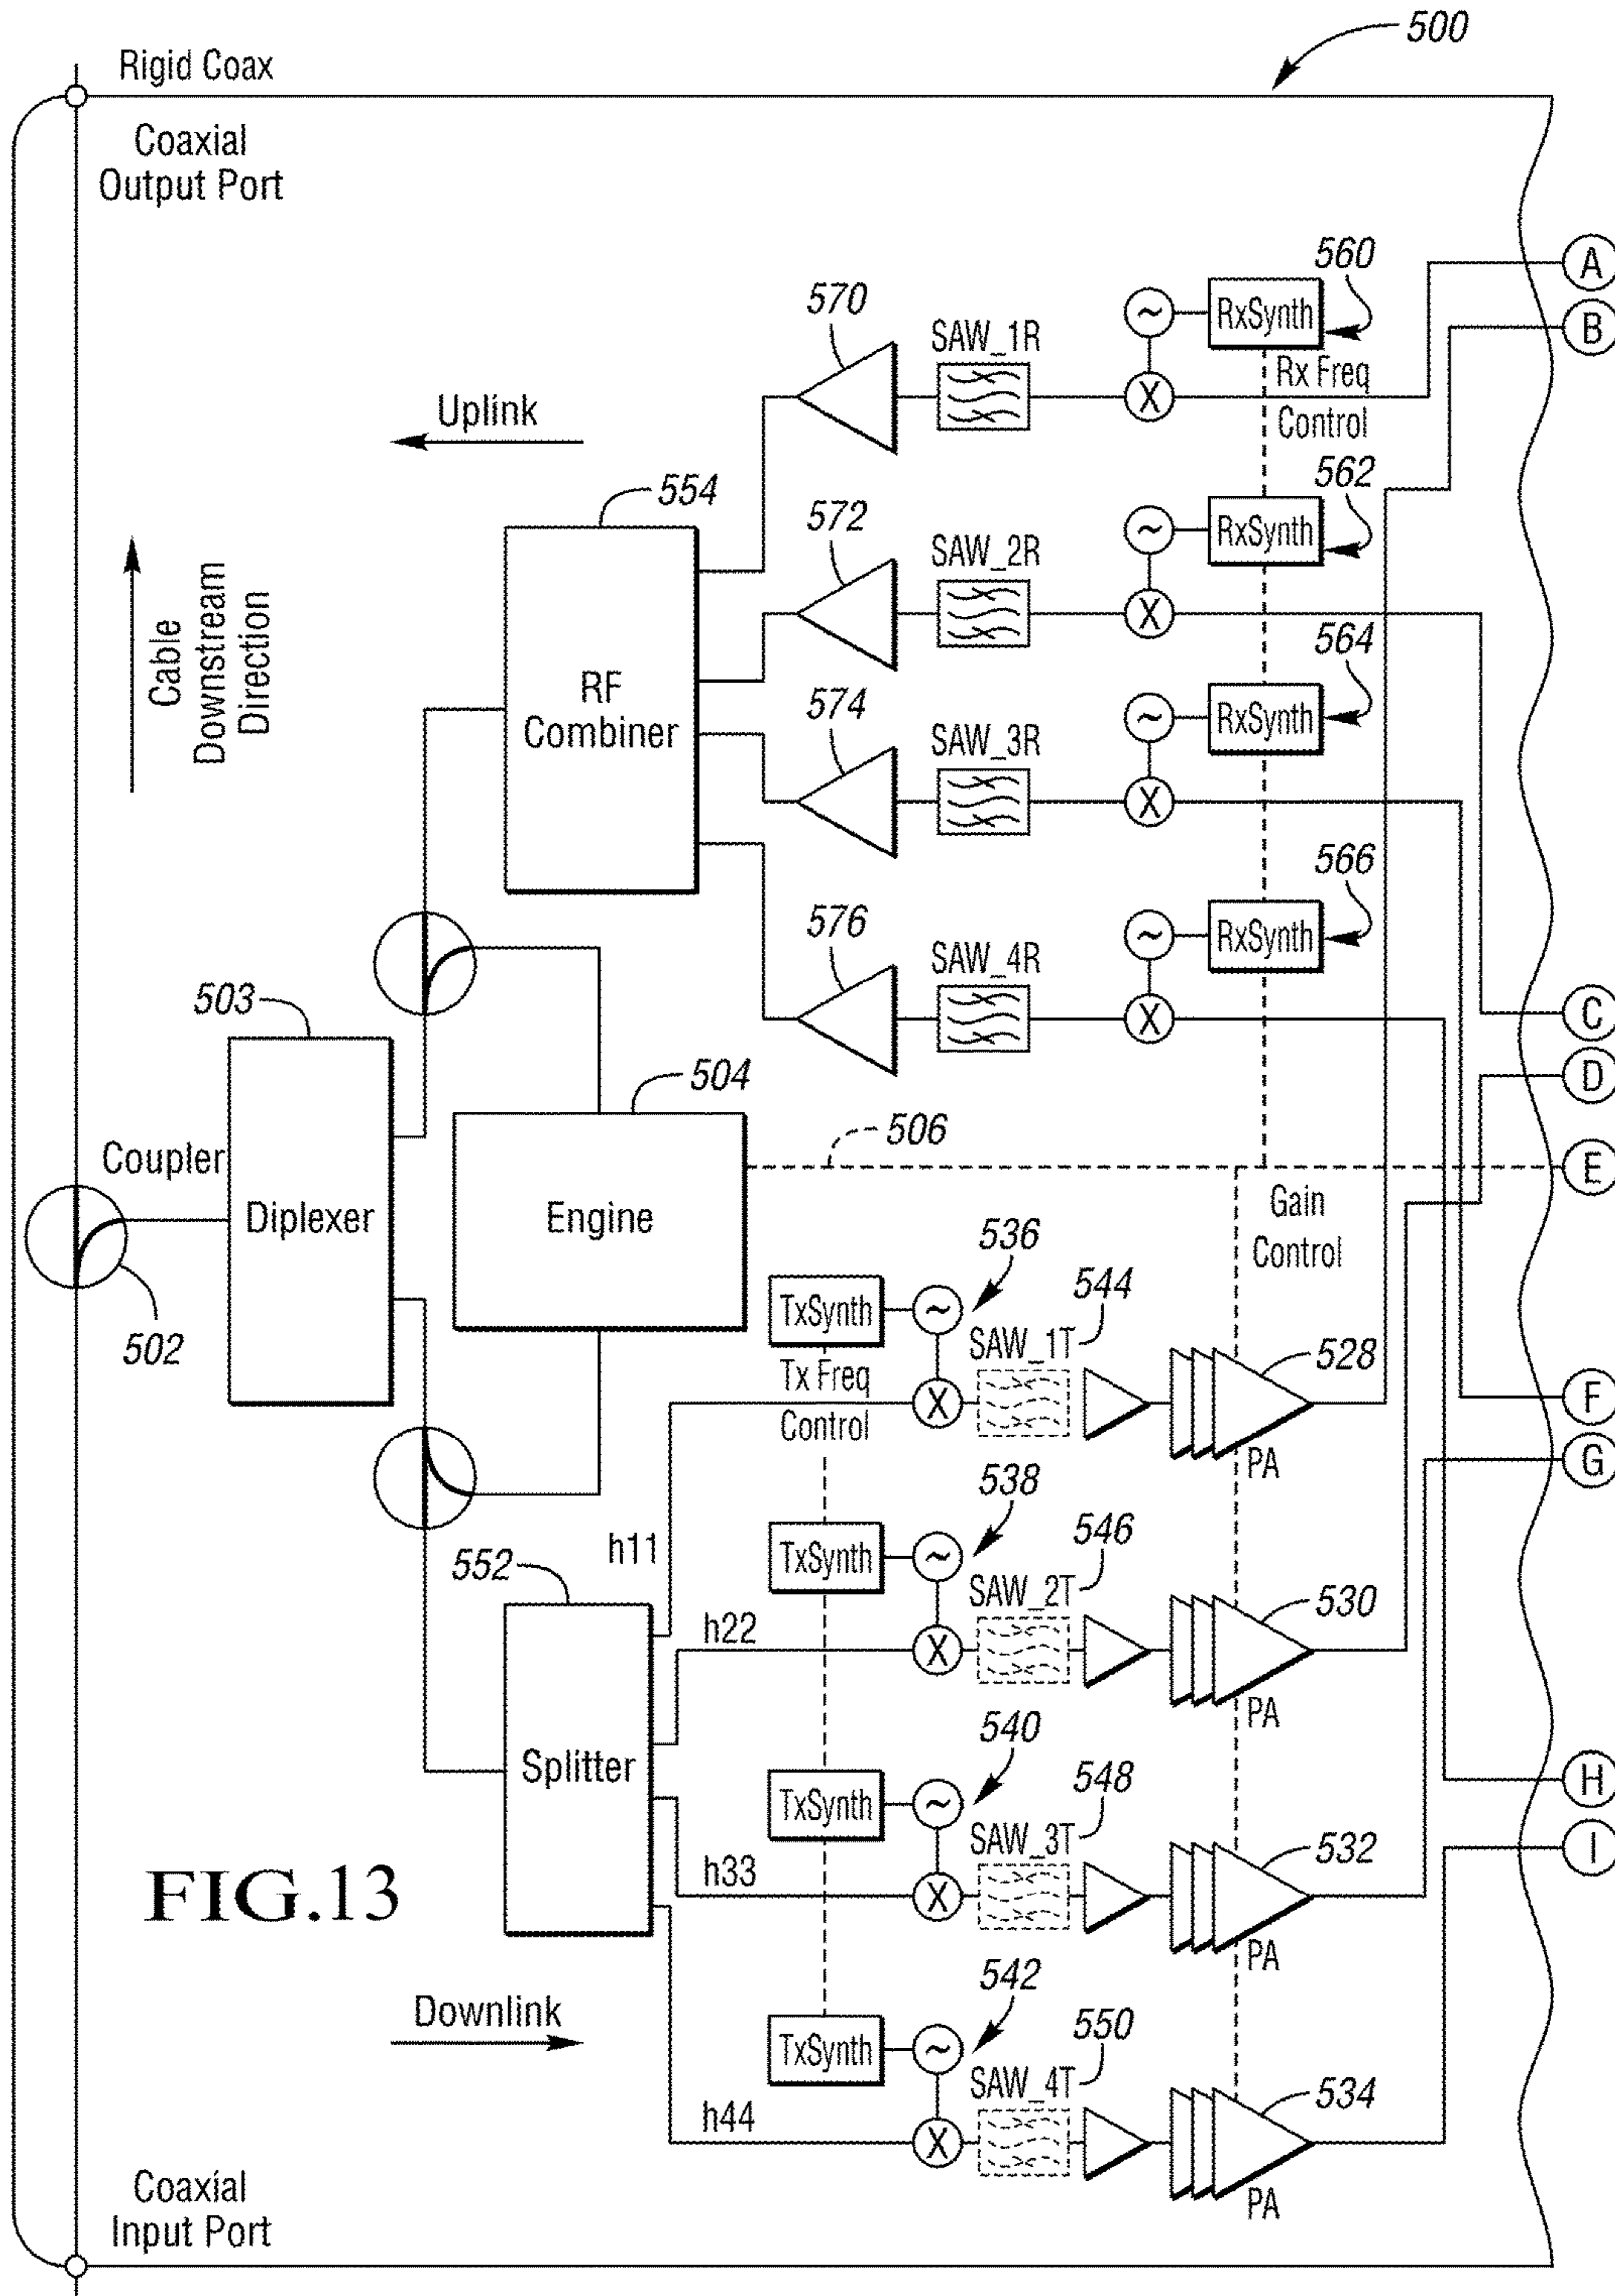 500
Rigid Coax
Coaxial
Output Port
560
A
570
SAW_1R
~
RxSynth
B
Rx Freq
Control
X
Uplink
554
562
572
SAW_2R
~
RxSynth
X
Cable
Downstream
Direction
RF
Combiner
564
574
SAW_3R
~
RxSynth
X
566
576
SAW_4R
~
RxSynth
X
503
C
504
D
506
E
Coupler
Diplexer
Engine
Gain
Control
502
536
544
TxSynth
~
SAW_1T
528
Tx Freq
Control
X
F
PA
G
538
546
h11
552
TxSynth
~
SAW_2T
530
h22
X
PA
540
548
Splitter
TxSynth
~
SAW_3T
H
532
I
h33
X
PA
FIG.13
542
550
Downlink
TxSynth
~
SAW_4T
534
h44
X
PA
Coaxial
Input Port